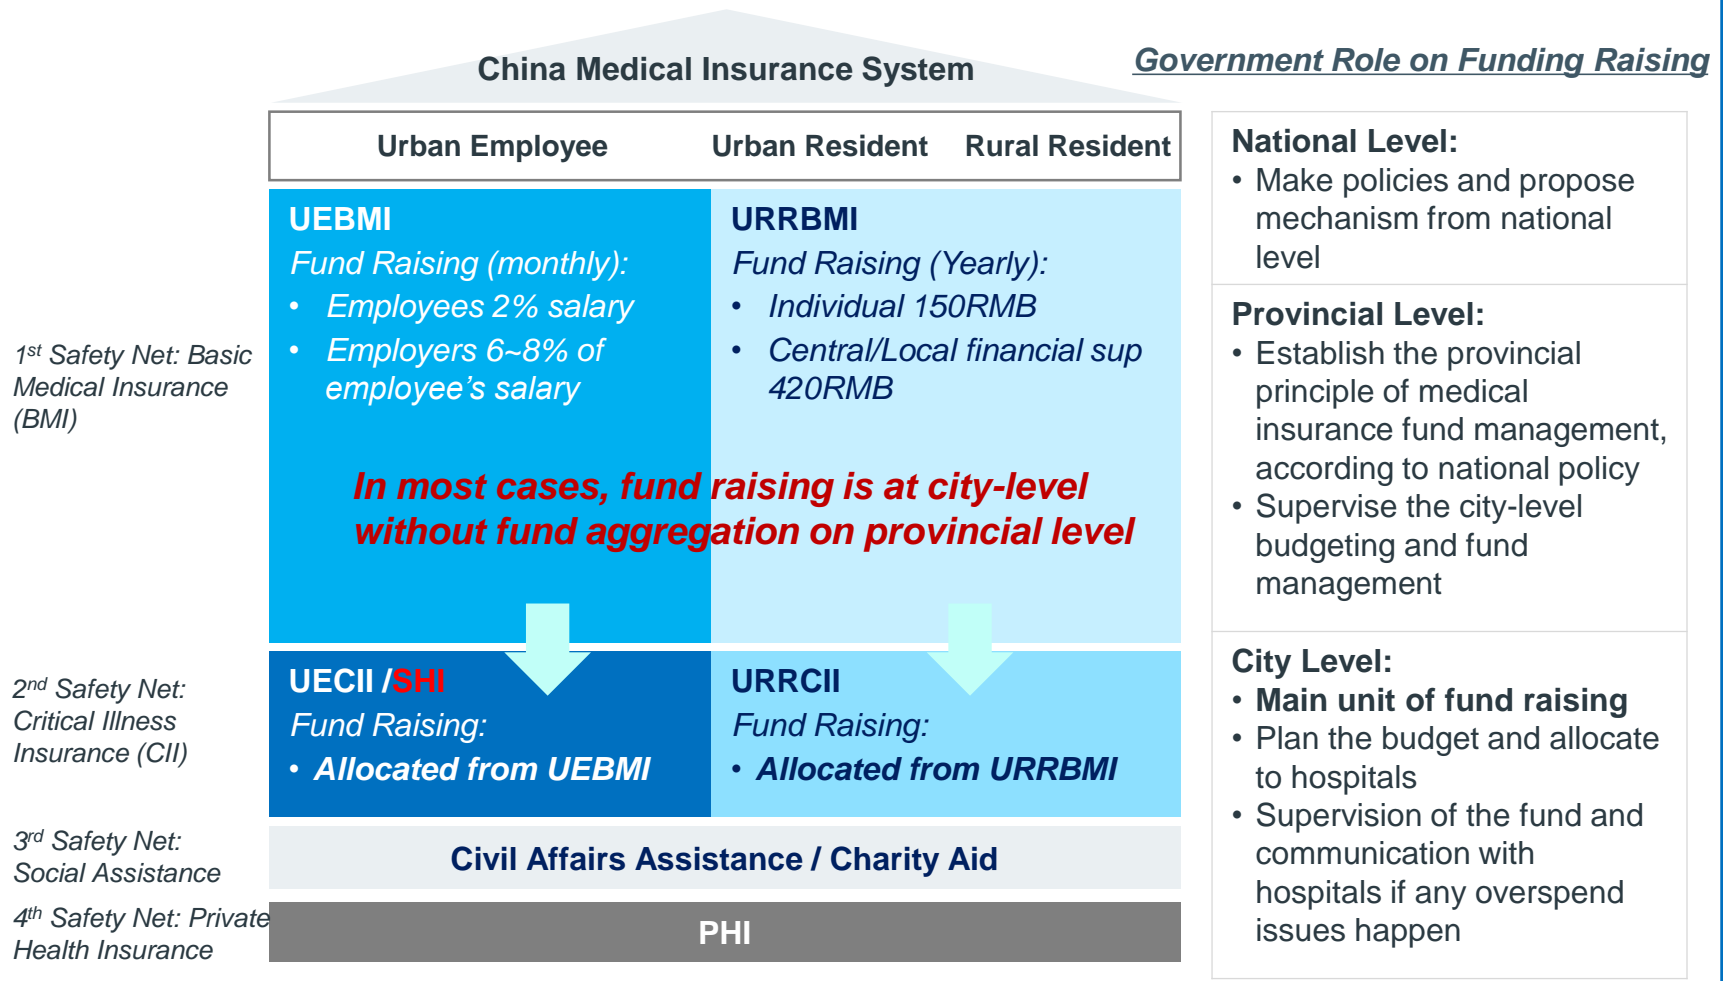 China Medical Insurance System
Government Role on Funding Raising
Urban Employee
Urban Resident
Rural Resident
1st Safety Net: Basic
Medical Insurance
(BMI)
UEBMI
Fund Raising (monthly):
• Employees 2% salary
• Employers 6~8% of
employee's salary
URRBMI
Fund Raising (Yearly):
• Individual 150RMB
• Central/Local financial sup
420RMB
In most cases, fund raising is at city-level
without fund aggregation on provincial level
2nd Safety Net:
Critical Illness
Insurance (CII)
UECII /SHI
Fund Raising:
• Allocated from UEBMI
URRCII
Fund Raising:
• Allocated from URRBMI
3rd Safety Net:
Social Assistance
Civil Affairs Assistance / Charity Aid
4th Safety Net: Private
Health Insurance
PHI
National Level:
• Make policies and propose
mechanism from national
level
Provincial Level:
• Establish the provincial
principle of medical
insurance fund management,
according to national policy
• Supervise the city-level
budgeting and fund
management
City Level:
• Main unit of fund raising
• Plan the budget and allocate
to hospitals
• Supervision of the fund and
communication with
hospitals if any overspend
issues happen